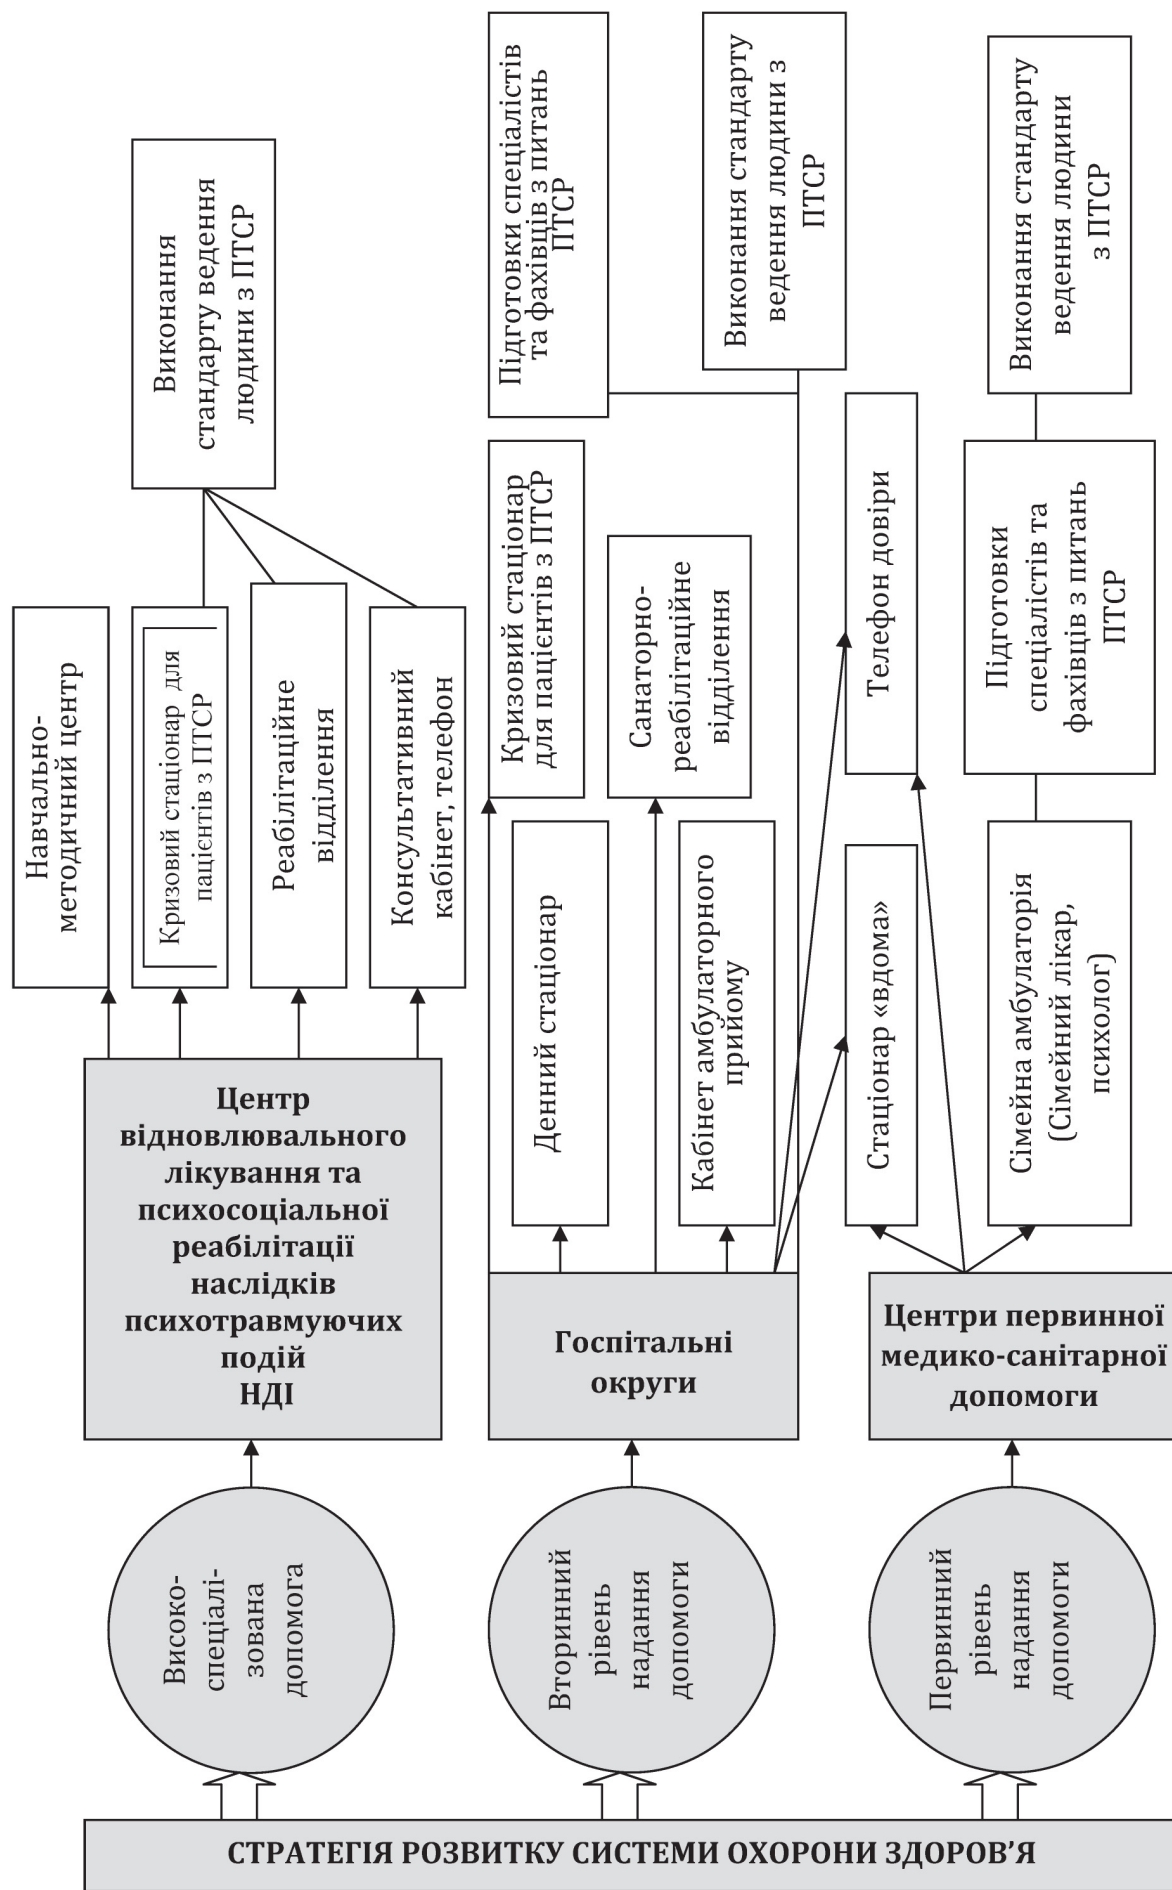 Навчально-
методичний центр
Кризовий стаціонар для
пацієнтів з ПТСР
Реабілітаційне
відділення
Консультативний
кабінет, телефон
Виконання
стандарту ведення
людини з ПТСР
Центр
відновлювального
лікування та
психосоціальної
реабілітації
наслідків
психотравмуючих
подій
НДІ
Високо-
спеціалі-
зована
допомога
Підготовки спеціалістів
та фахівців з питань
ПТСР
Виконання стандарту
ведення людини з
ПТСР
Кризовий стаціонар
для пацієнтів з ПТСР
Санаторно-
реабілітаційне
відділення
Денний стаціонар
Кабінет амбулаторного
прийому
Госпітальні
округи
Вторинний
рівень
надання
допомоги
Телефон довіри
Стаціонар «вдома»
Виконання стандарту
ведення людини
з ПТСР
Підготовки
спеціалістів та
фахівців з питань
ПТСР
Сімейна амбулаторія
(Сімейний лікар,
психолог)
Центри первинної
медико-санітарної
допомоги
Первинний
рівень
надання
допомоги
СТРАТЕГІЯ РОЗВИТКУ СИСТЕМИ ОХОРОНИ ЗДОРОВ’Я